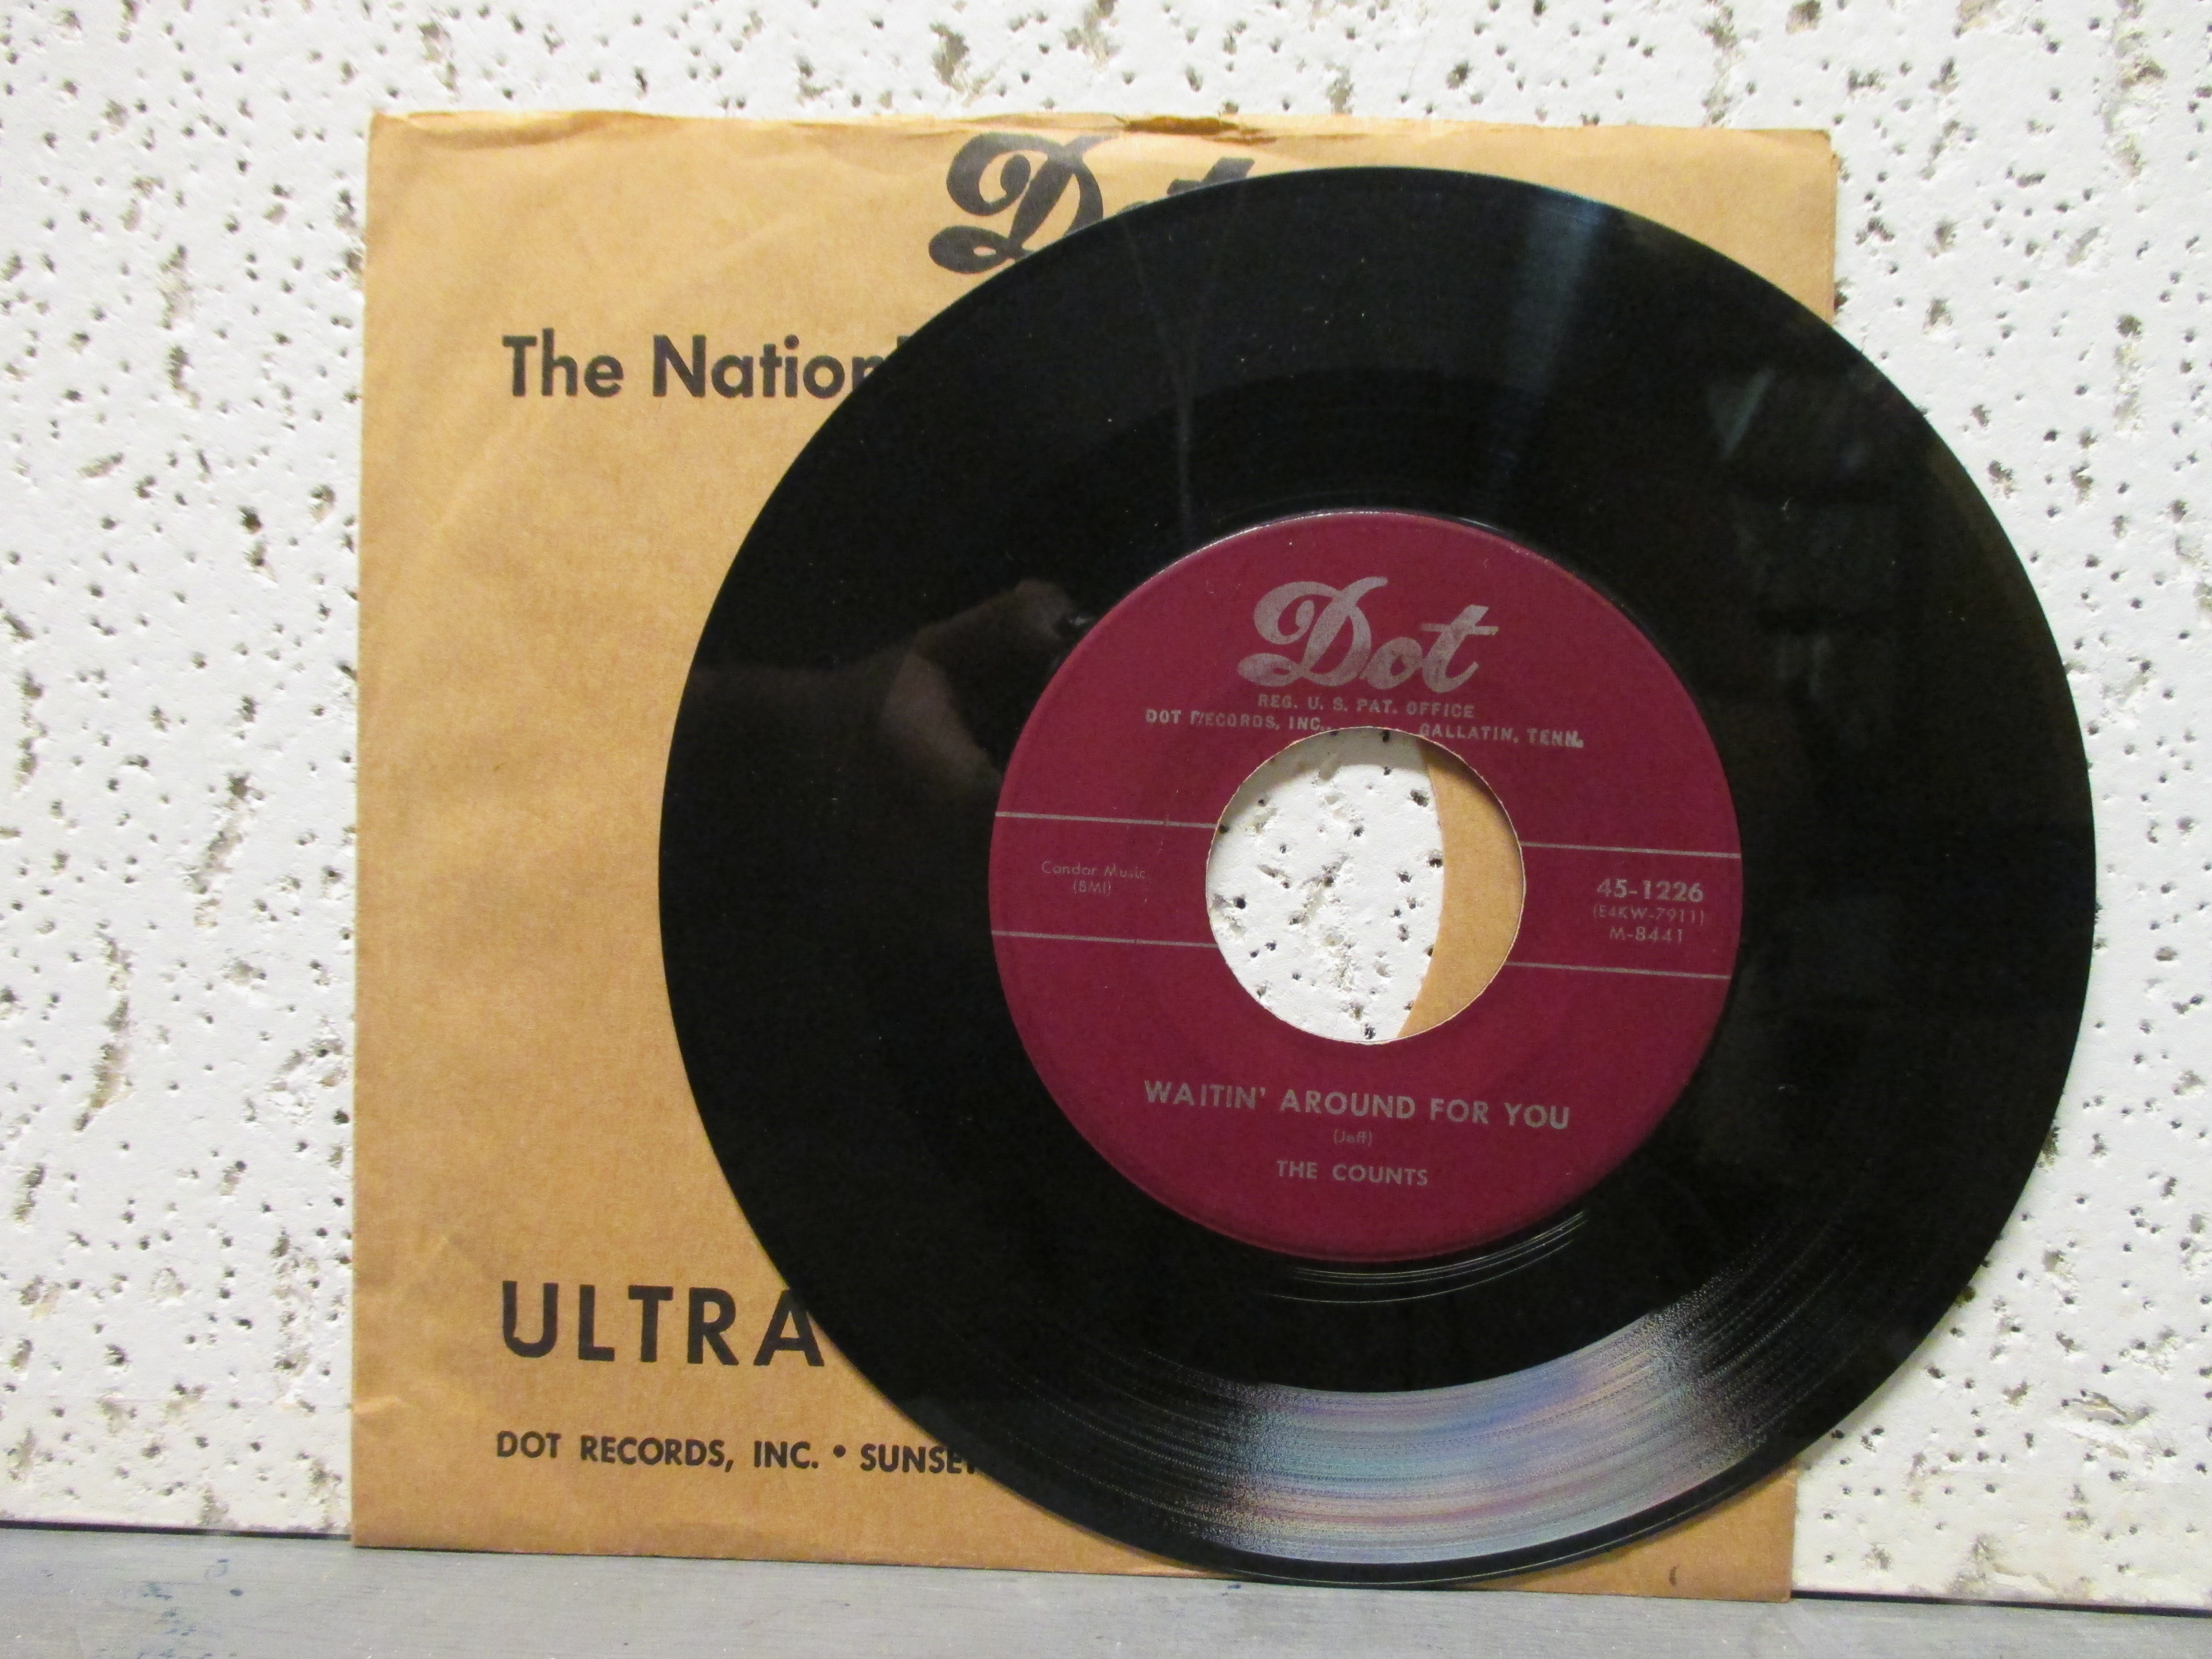 Dot
The Nation'
ULTRA
DOT RECORDS, INC. • SUNSET
Dot
REG. U. S. PAT. OFFICE
DOT RECORDS, INC., GALLATIN, TENN.
Condor Music
(BMI)
45-1226
(E4KW-7911)
M-8441
WAITIN' AROUND FOR YOU
(Jeff)
THE COUNTS